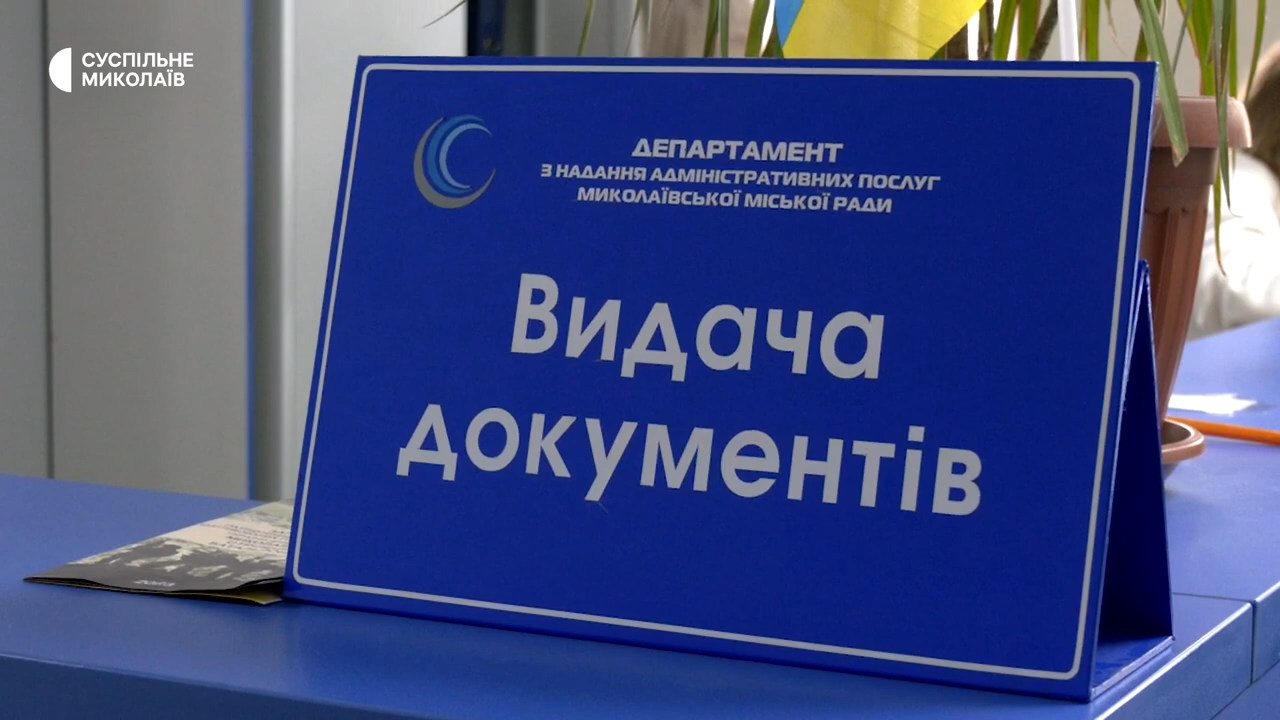 СУСПІЛЬНЕ
МИКОЛАЇВ
ДЕПАРТАМЕНТ
З НАДАННЯ АДМІНІСТРАТИВНИХ ПОСЛУГ
МИКОЛАЇВСЬКОЇ МІСЬКОЇ РАДИ
Видача
документів